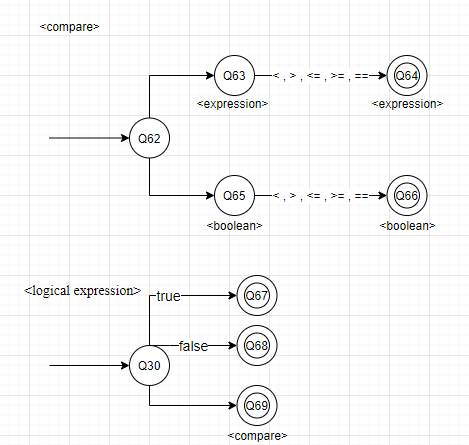 <compare>
Q63 < , > , <= , >= , == Q64
<expression> <expression>
Q62
Q65 < , > , <= , >= , == Q66
<boolean> <boolean>
<logical expression>
true Q67
false Q68
Q30
Q69
<compare>